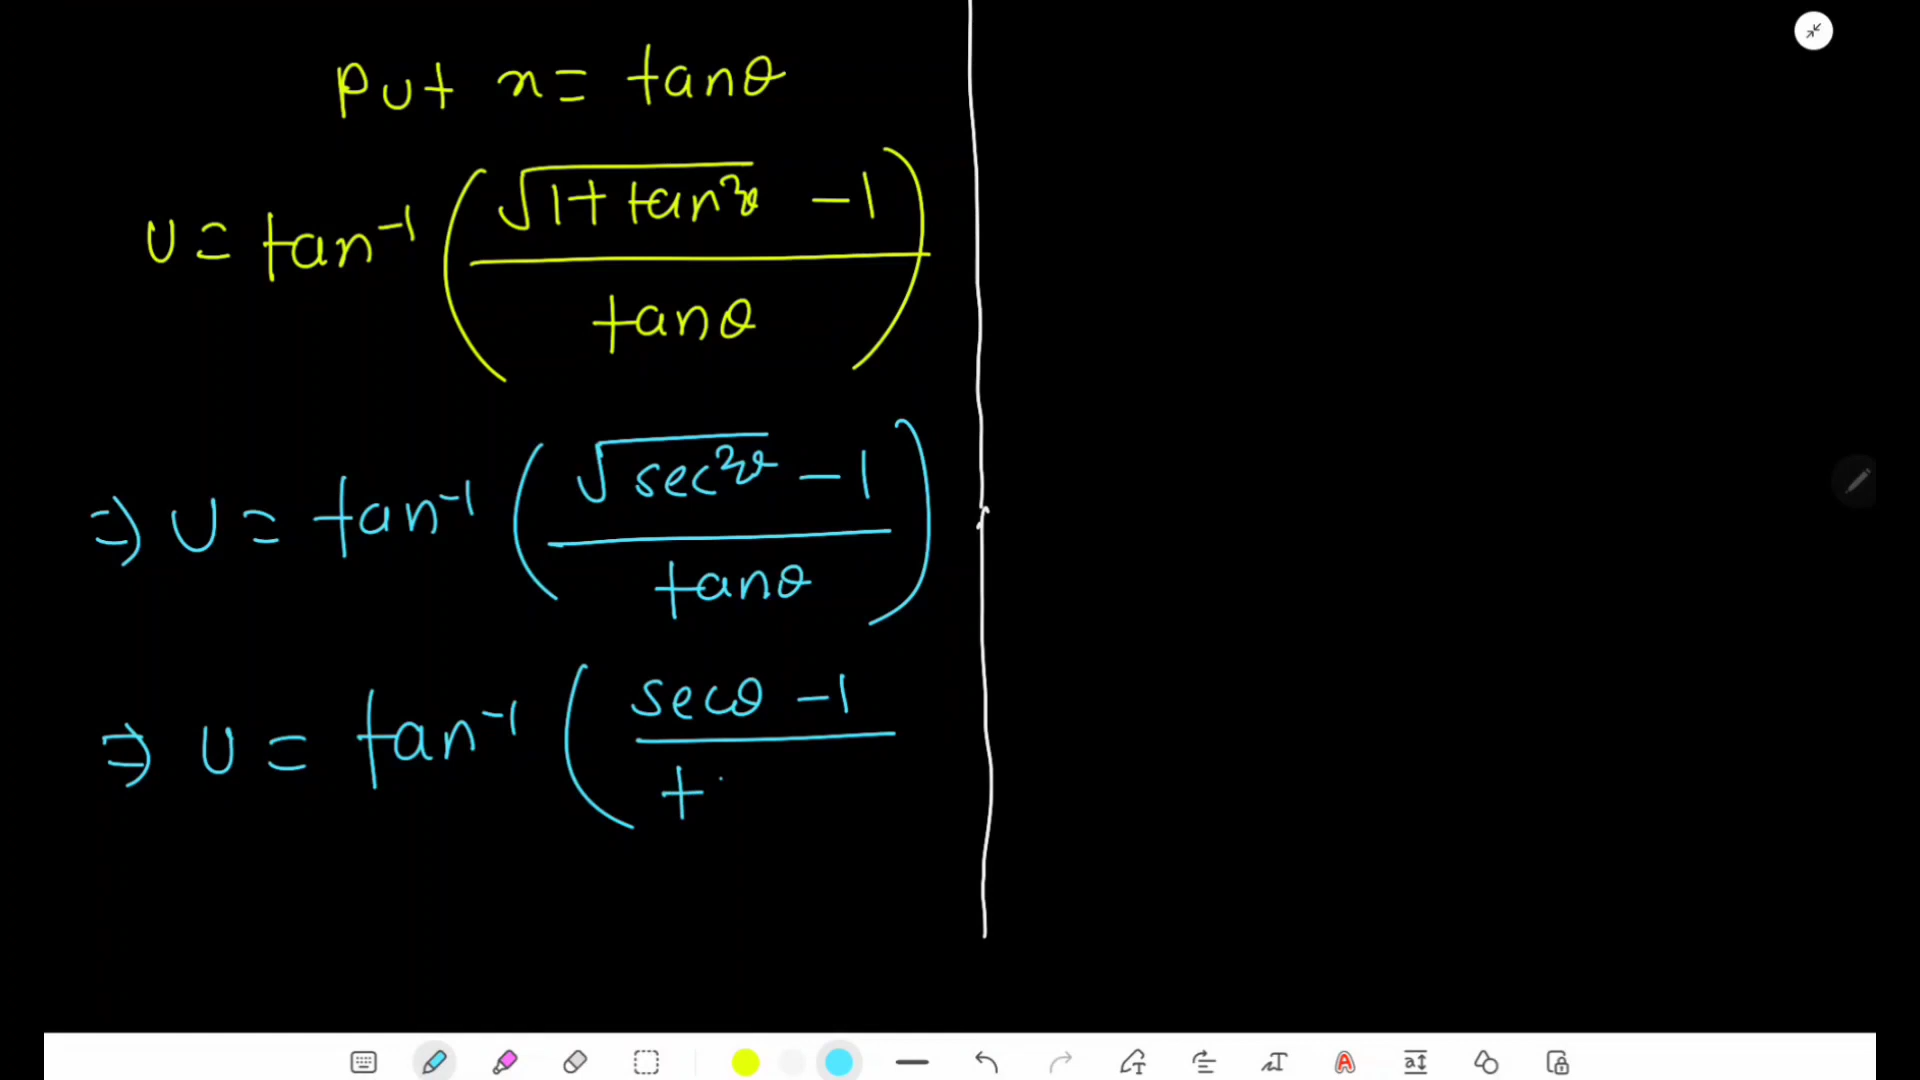 Put x = tanθ
U = tan⁻¹ ( (√(1 + tan²θ) - 1) / tanθ )
⇒ U = tan⁻¹ ( (√(sec²θ) - 1) / tanθ )
⇒ U = tan⁻¹ ( (secθ - 1) / t